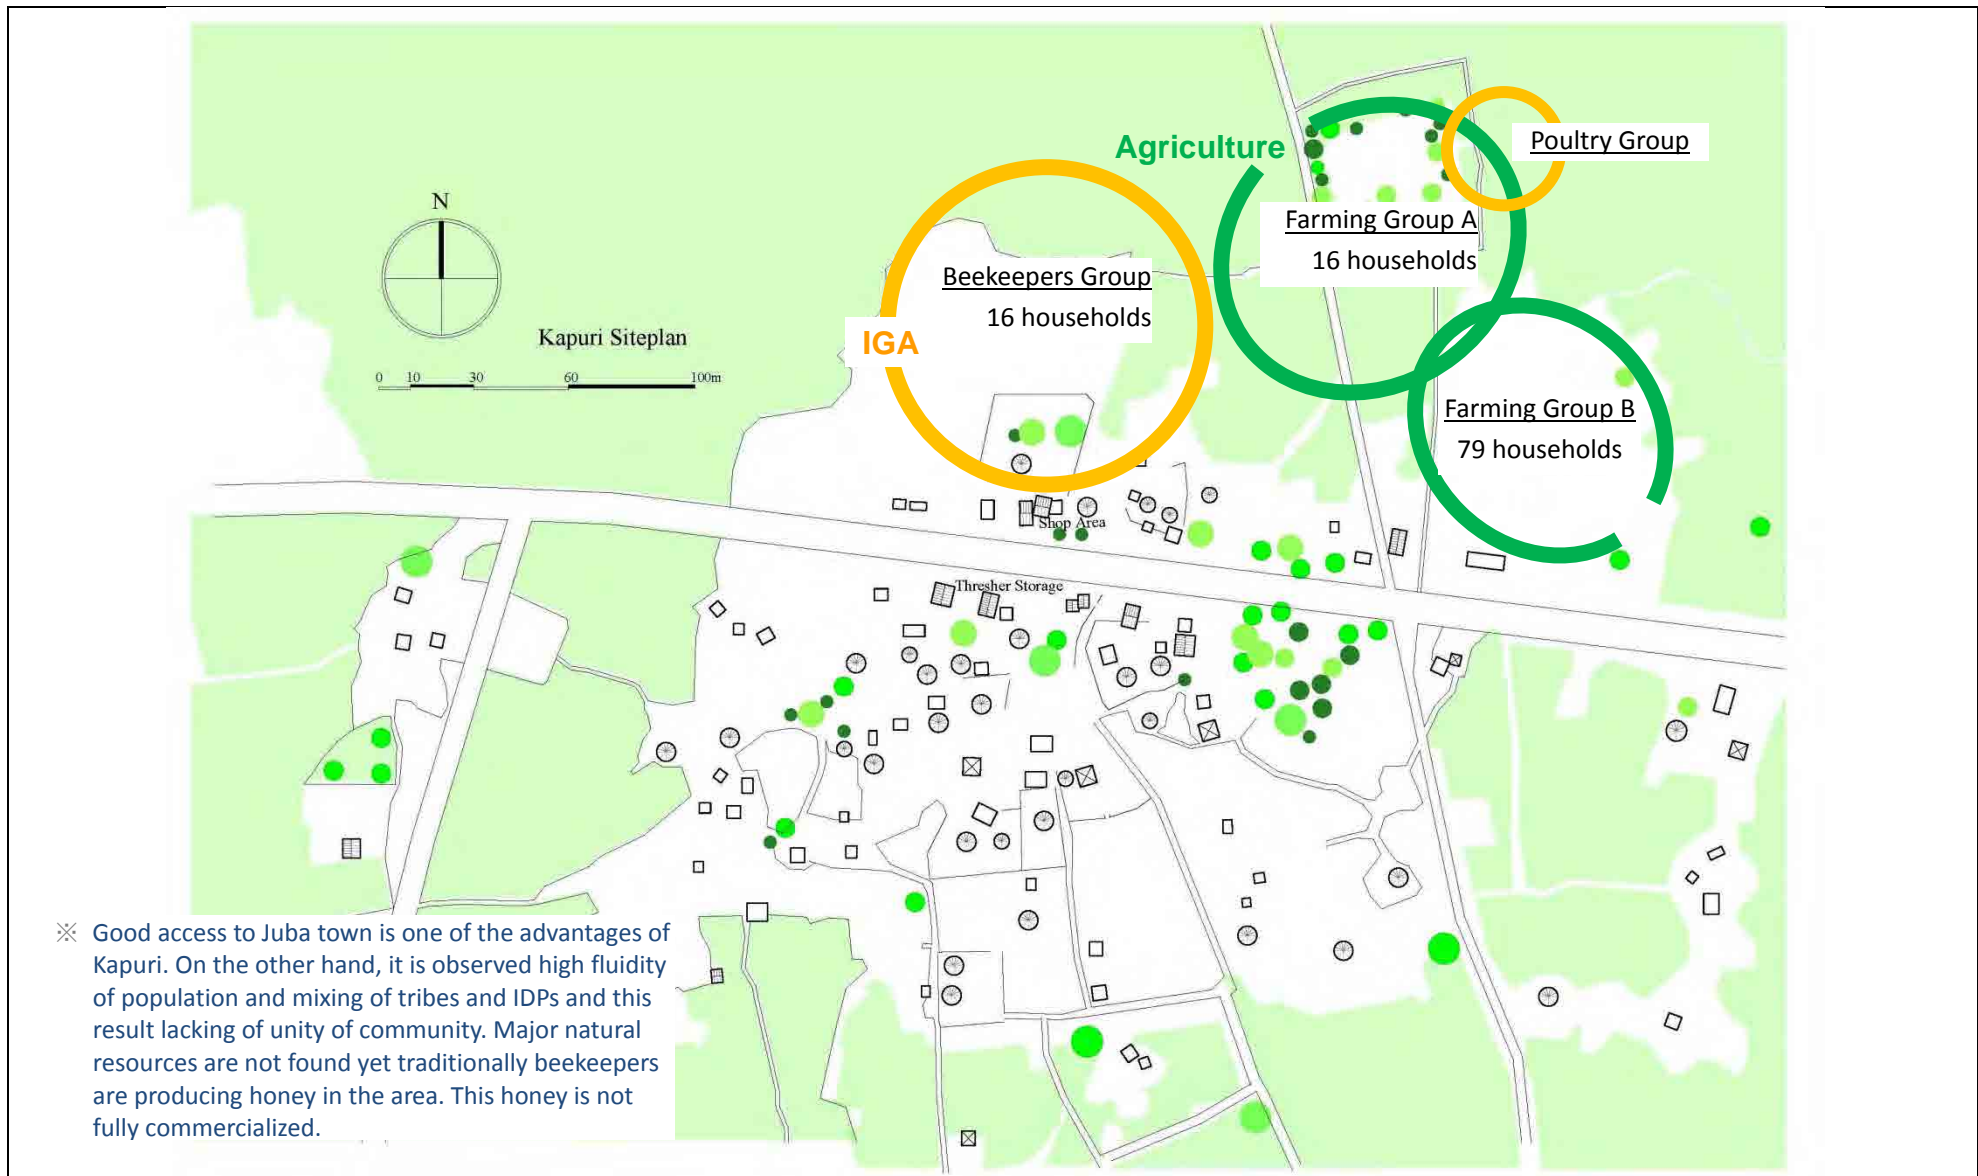 Agriculture
Poultry Group
N
Farming Group A
16 households
Beekeepers Group
16 households
Kapuri Siteplan
IGA
0 10 30 60 100m
Farming Group B
79 households
Shop Area
Thresher Storage
※ Good access to Juba town is one of the advantages of
Kapuri. On the other hand, it is observed high fluidity
of population and mixing of tribes and IDPs and this
result lacking of unity of community. Major natural
resources are not found yet traditionally beekeepers
are producing honey in the area. This honey is not
fully commercialized.